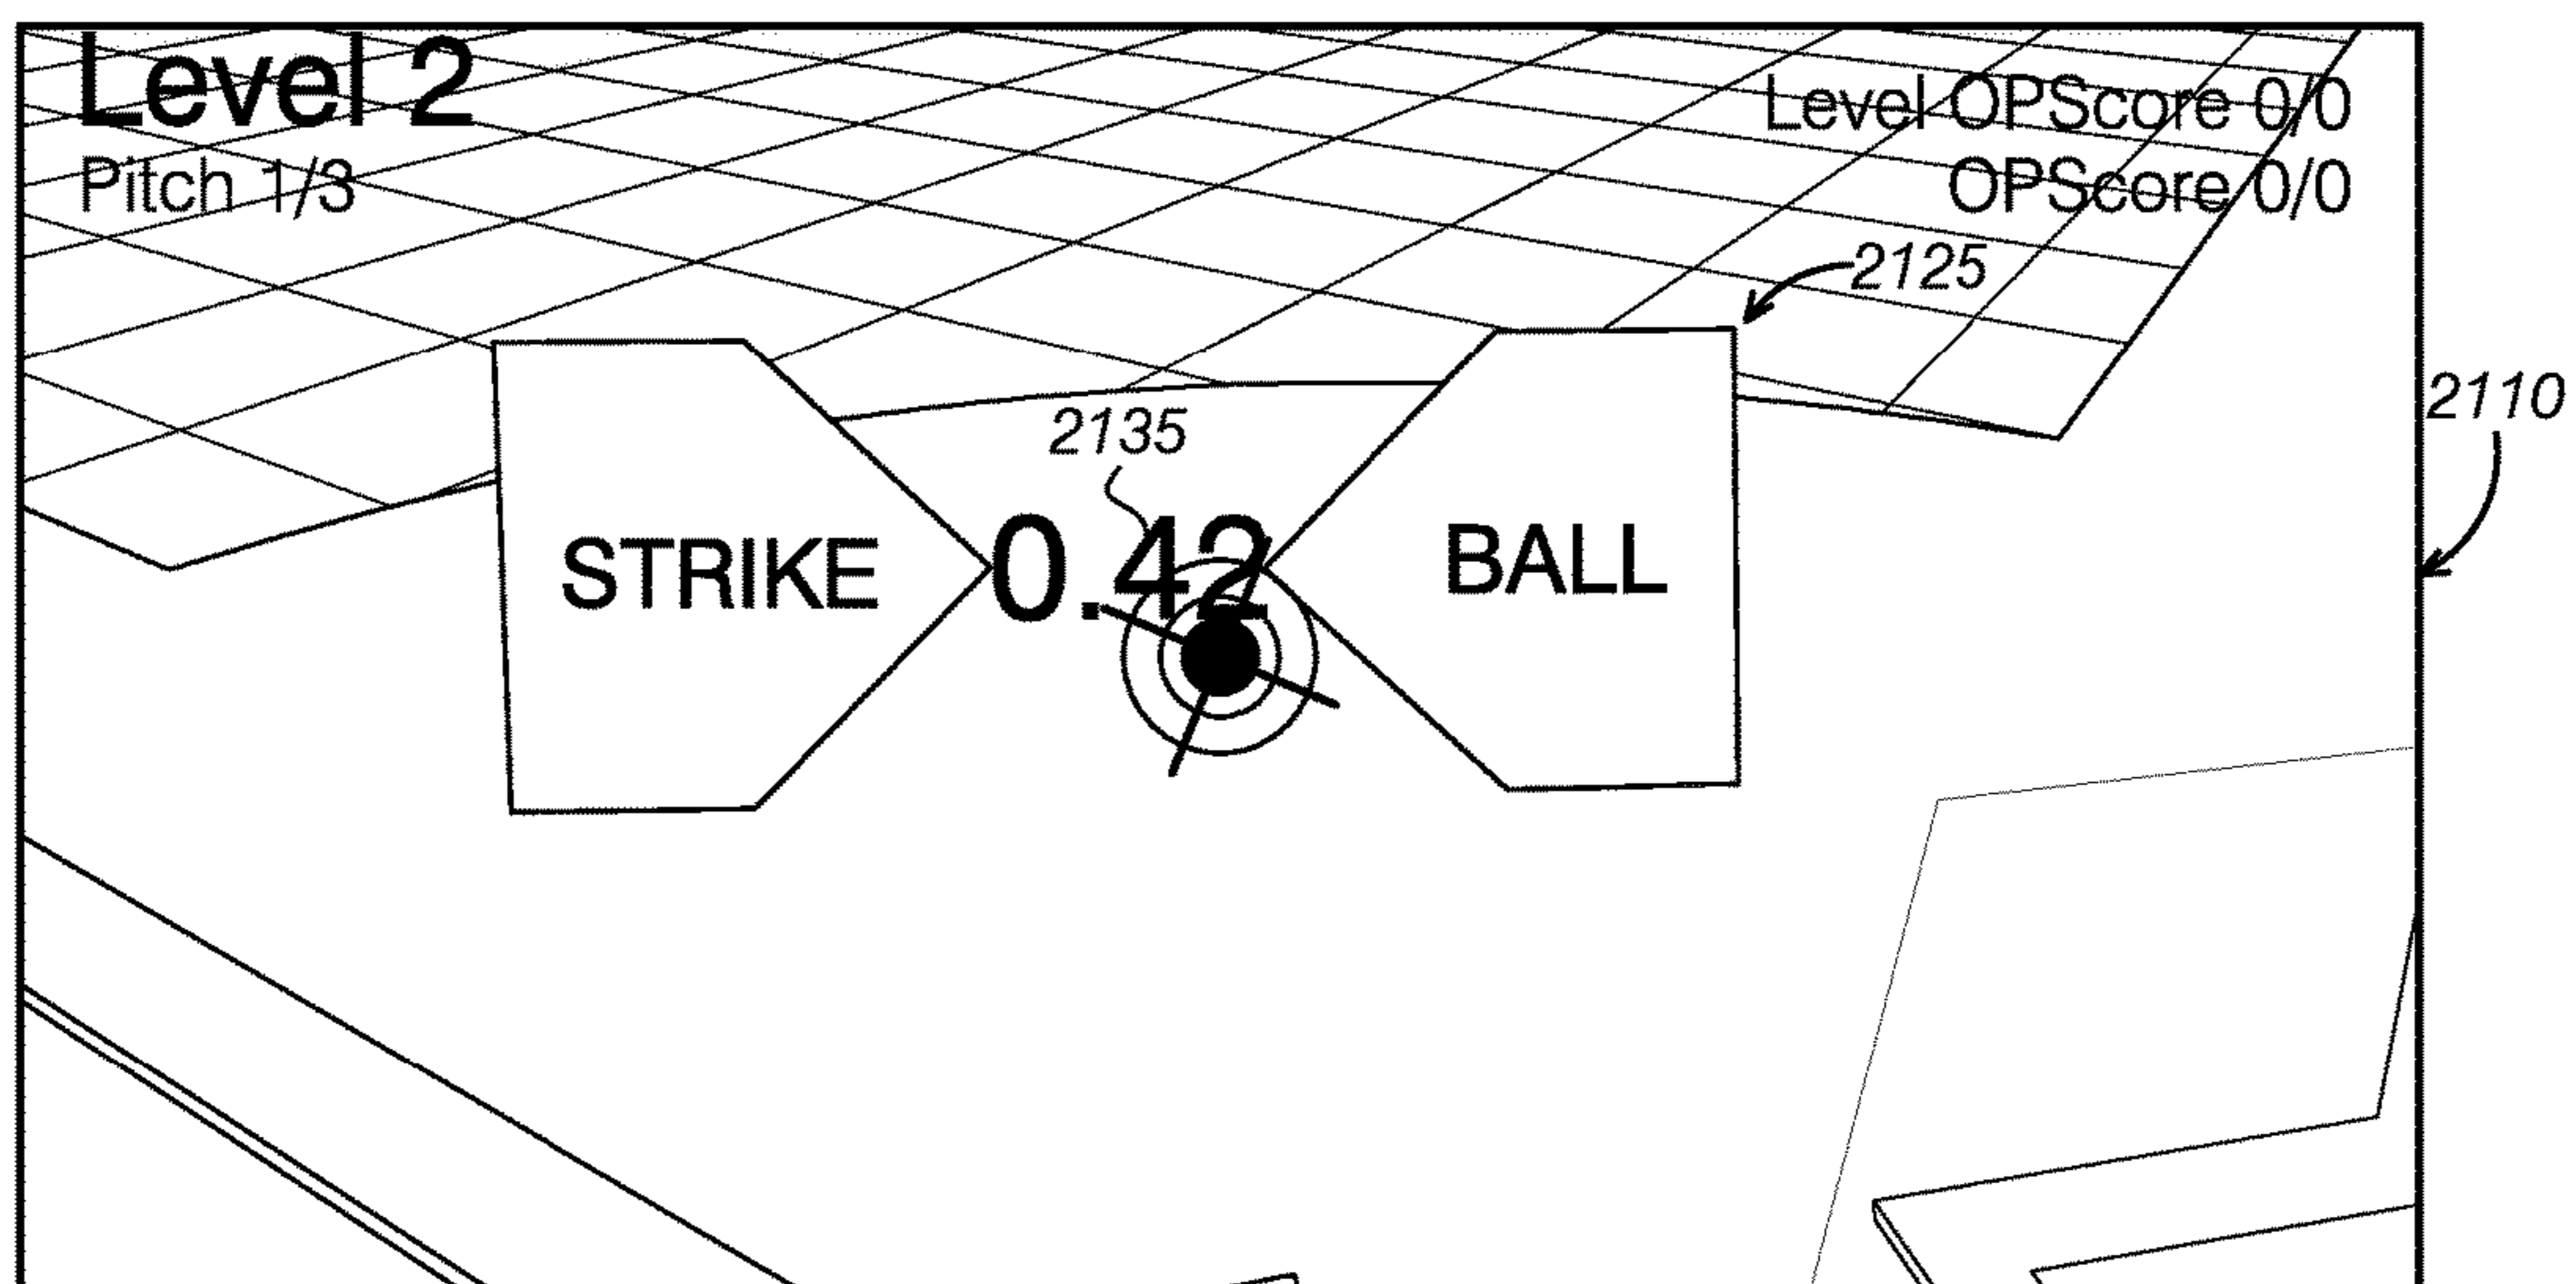 Level 2
Level OPScore 0/0
Pitch 1/3
OPScore 0/0
2125
2110
2135
STRIKE 0.42 BALL